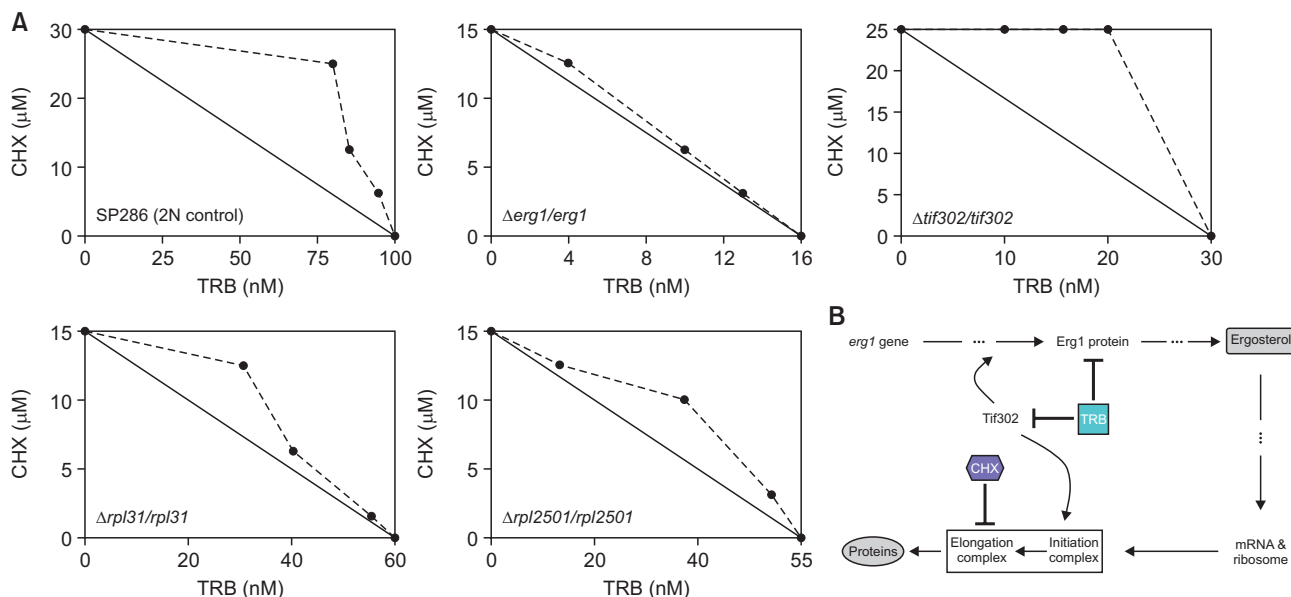 A
CHX (μM)
30
20
10
0
SP286 (2N control)
0 25 50 75 100
TRB (nM)
CHX (μM)
15
10
5
0
Δerg1/erg1
0 4 8 12 16
TRB (nM)
CHX (μM)
25
20
15
10
5
0
Δtif302/tif302
0 10 20 30
TRB (nM)
CHX (μM)
15
10
5
0
Δrpl31/rpl31
0 20 40 60
TRB (nM)
CHX (μM)
15
10
5
0
Δrpl2501/rpl2501
0 20 40 55
TRB (nM)
B
erg1 gene ... Erg1 protein ... Ergosterol
Tif302 TRB
...
CHX
Proteins
Elongation
complex
Initiation
complex
mRNA &
ribosome